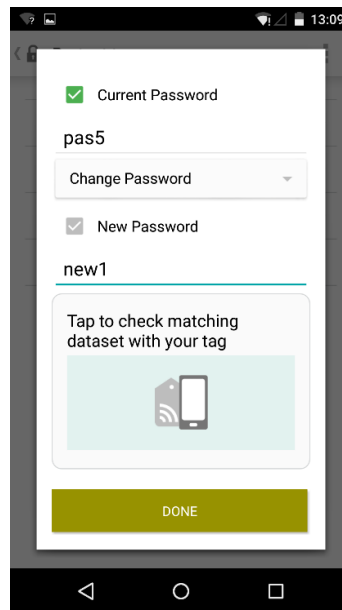 13:09
Current Password
pas5
Change Password
New Password
new1
Tap to check matching
dataset with your tag
DONE